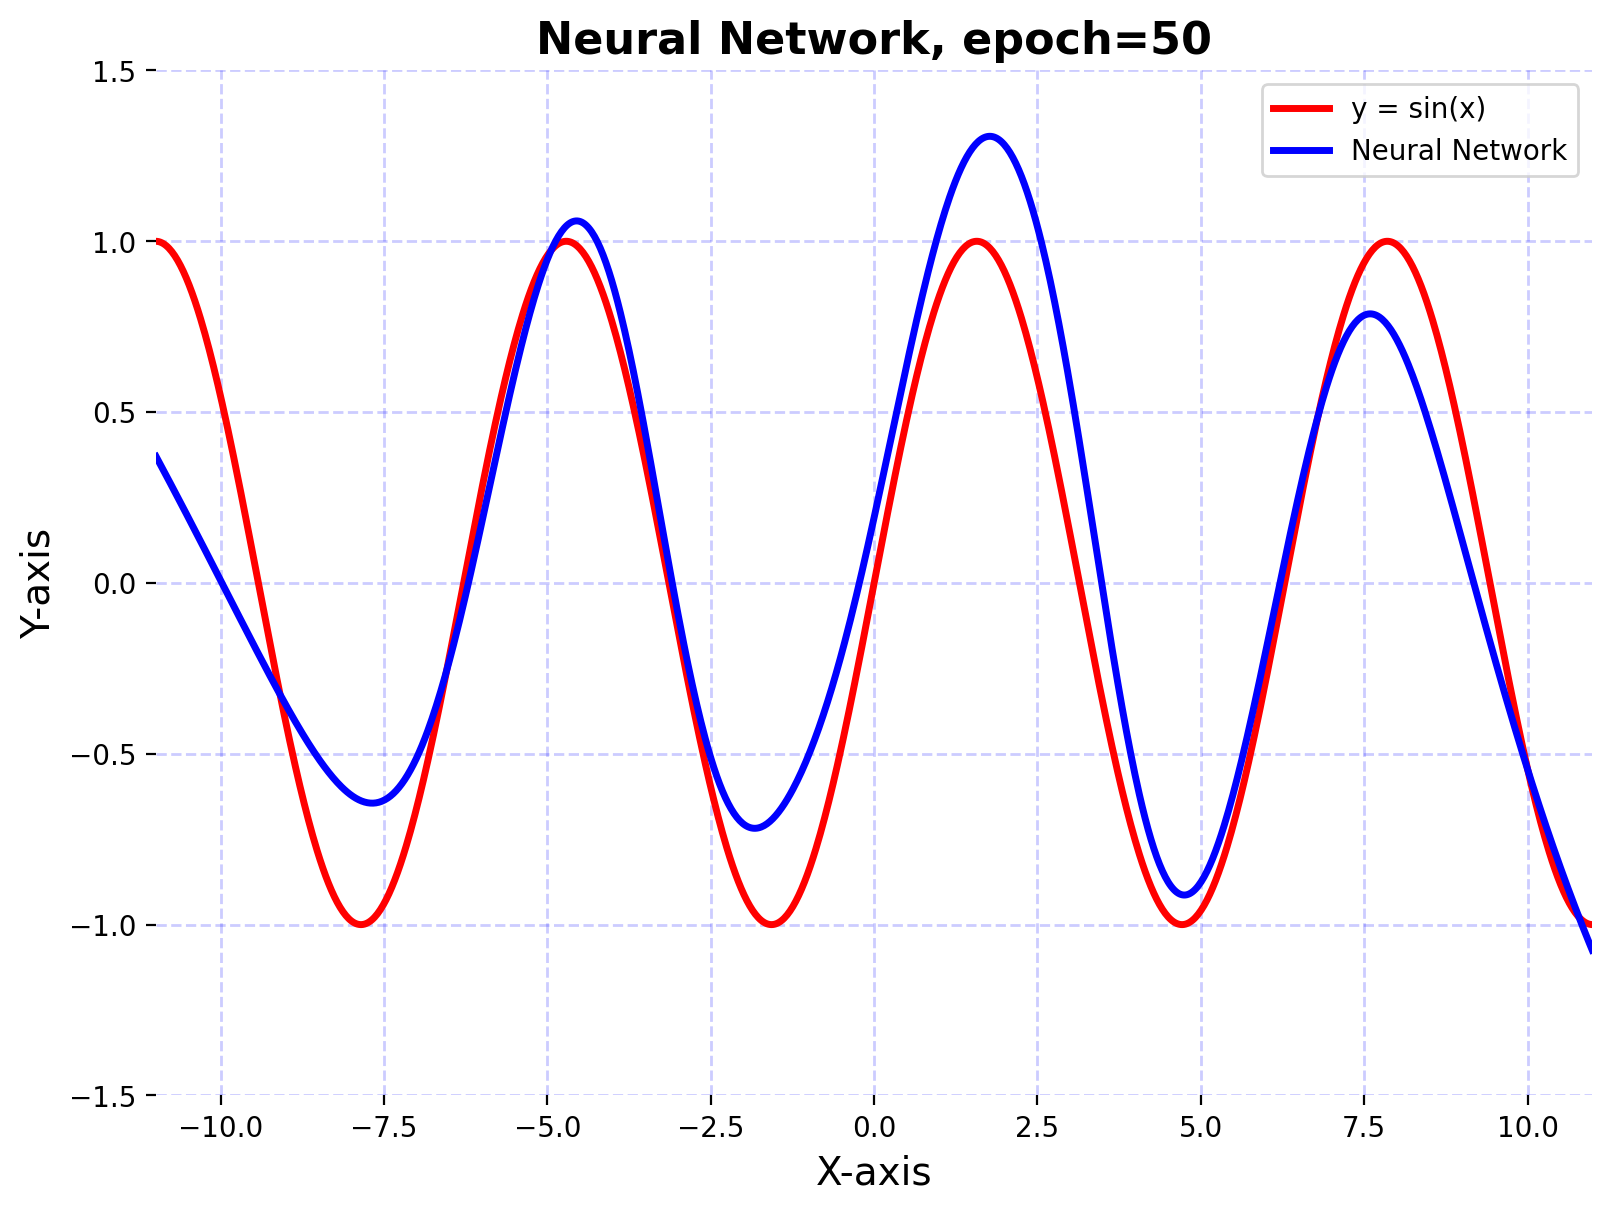 Neural Network, epoch=50
y = sin(x)
Neural Network
Y-axis
1.5
1.0
0.5
0.0
−0.5
−1.0
−1.5
−10.0 −7.5 −5.0 −2.5 0.0 2.5 5.0 7.5 10.0
X-axis